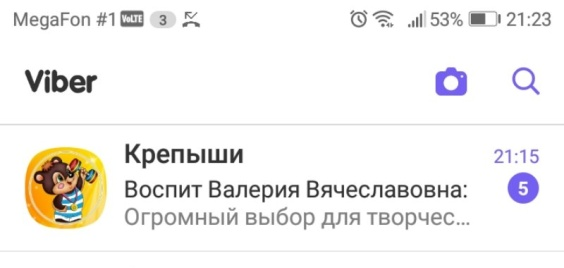 MegaFon #1 VoLTE 3 53% 21:23
Viber
Крепыши 21:15
Воспит Валерия Вячеславовна: 5
Огромный выбор для творчес...